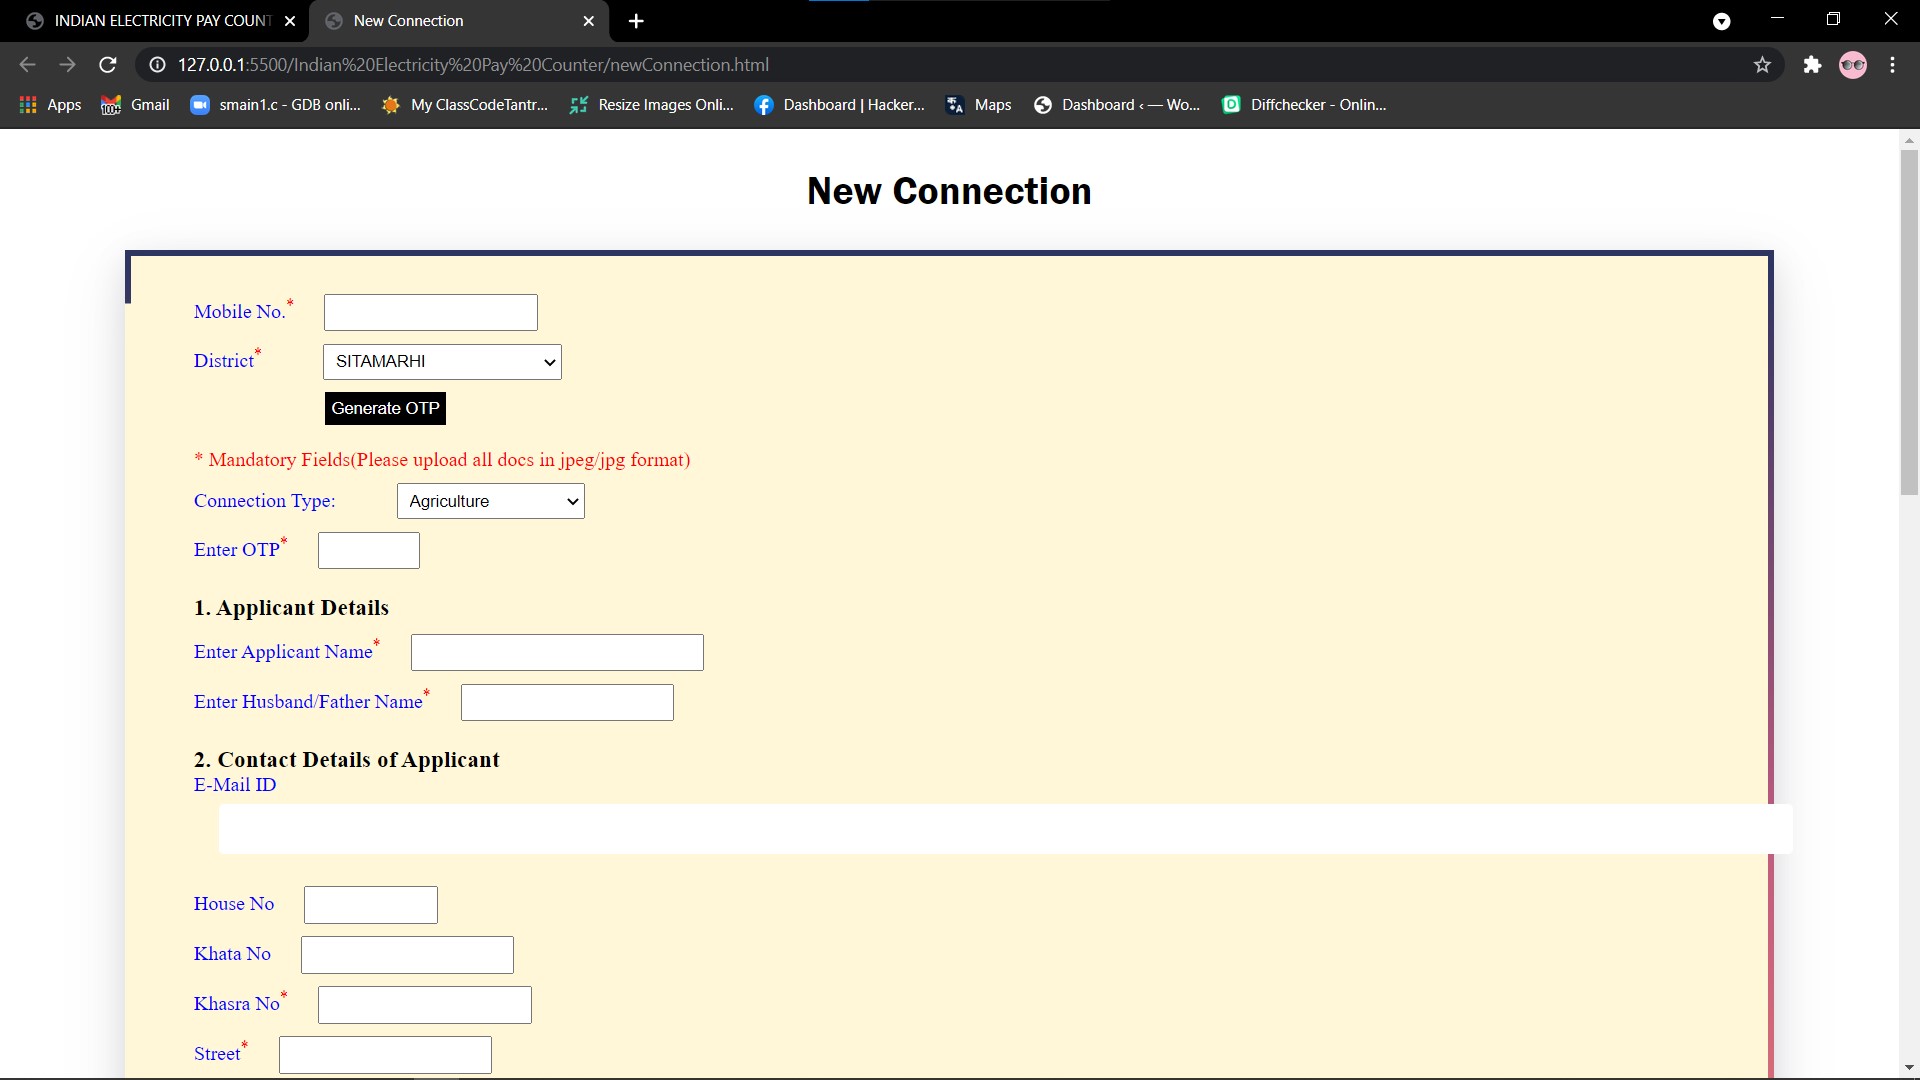 INDIAN ELECTRICITY PAY COUNT
New Connection
127.0.0.1:5500/Indian%20Electricity%20Pay%20Counter/newConnection.html
Apps
Gmail
smain1.c - GDB onli...
My ClassCodeTantr...
Resize Images Onli...
Dashboard | Hacker...
Maps
Dashboard ‹ — Wo...
Diffchecker - Onlin...
New Connection
Mobile No.*
District* SITAMARHI
Generate OTP
* Mandatory Fields(Please upload all docs in jpeg/jpg format)
Connection Type: Agriculture
Enter OTP*
1. Applicant Details
Enter Applicant Name*
Enter Husband/Father Name*
2. Contact Details of Applicant
E-Mail ID
House No
Khata No
Khasra No*
Street*